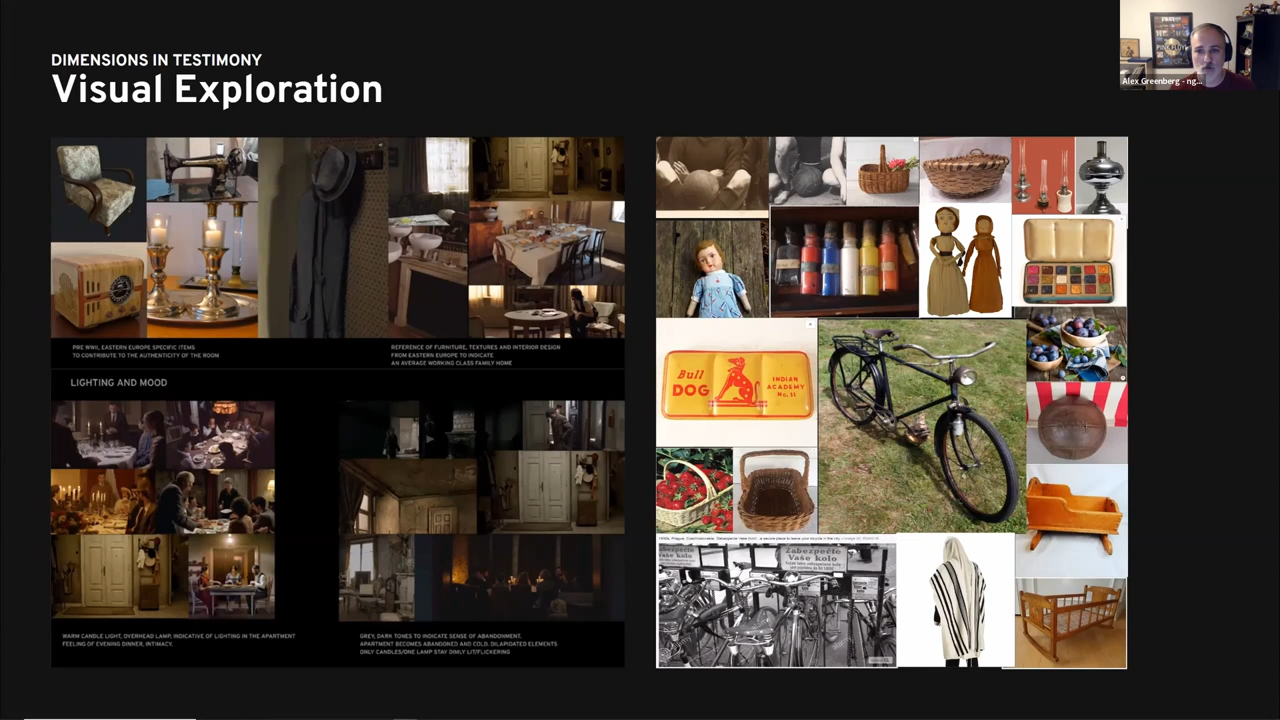 DIMENSIONS IN TESTIMONY
Visual Exploration
Alex Greenberg - ng...
PRE WWII, EASTERN EUROPE SPECIFIC ITEMS
TO CONTRIBUTE TO THE AUTHENTICITY OF THE ROOM
REFERENCE OF FURNITURE, TEXTURES AND INTERIOR DESIGN
FROM EASTERN EUROPE TO INDICATE
AN AVERAGE WORKING CLASS FAMILY HOME
LIGHTING AND MOOD
WARM CANDLE LIGHT, OVERHEAD LAMP, INDICATIVE OF LIGHTING IN THE APARTMENT
FEELING OF EVENING DINNER, INTIMACY.
GREY, DARK TONES TO INDICATE SENSE OF ABANDONMENT.
APARTMENT BECOMES ABANDONED AND COLD. DILAPIDATED ELEMENTS
ONLY CANDLES/ONE LAMP STAY DIMLY LIT/FLICKERING
Bull
DOG
INDIAN
ACADEMY
No. 11
Zabezpečte
Vaše kolo
Zabezpečte
Vaše kolo